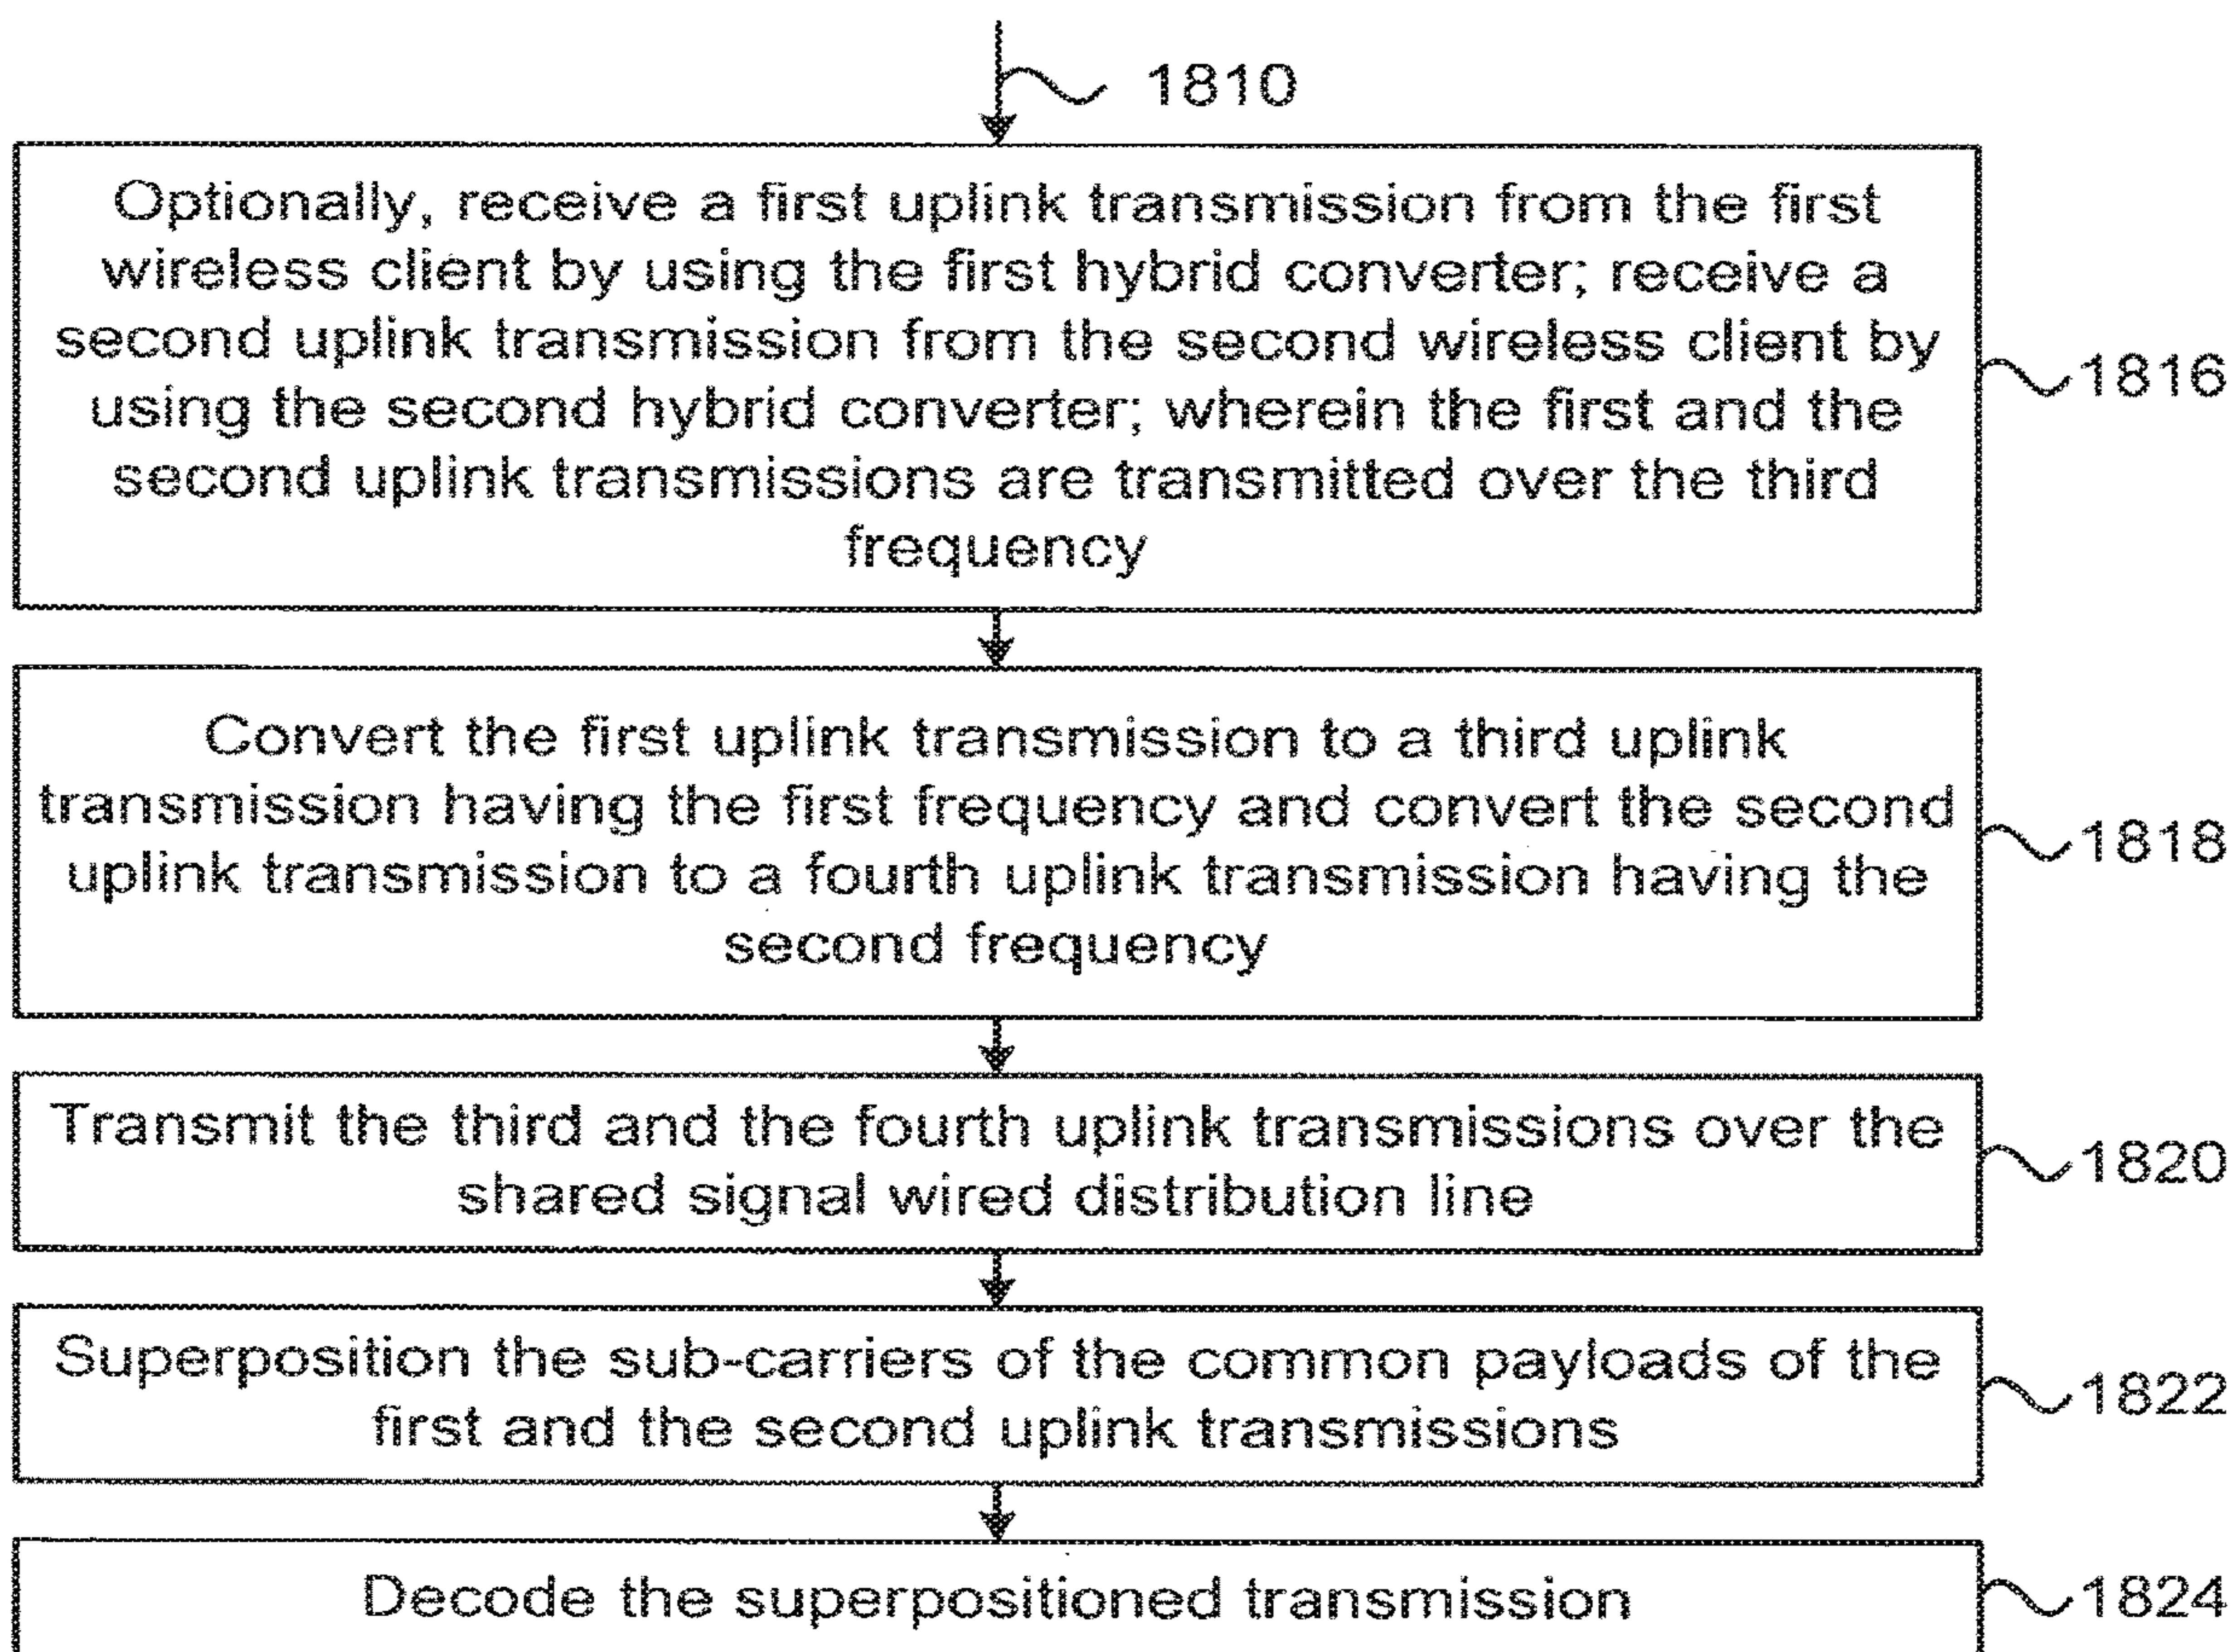 1810
Optionally, receive a first uplink transmission from the first
wireless client by using the first hybrid converter; receive a
second uplink transmission from the second wireless client by
using the second hybrid converter; wherein the first and the
second uplink transmissions are transmitted over the third
frequency
1816
Convert the first uplink transmission to a third uplink
transmission having the first frequency and convert the second
uplink transmission to a fourth uplink transmission having the
second frequency
1818
Transmit the third and the fourth uplink transmissions over the
shared signal wired distribution line
1820
Superposition the sub-carriers of the common payloads of the
first and the second uplink transmissions
1822
Decode the superpositioned transmission
1824